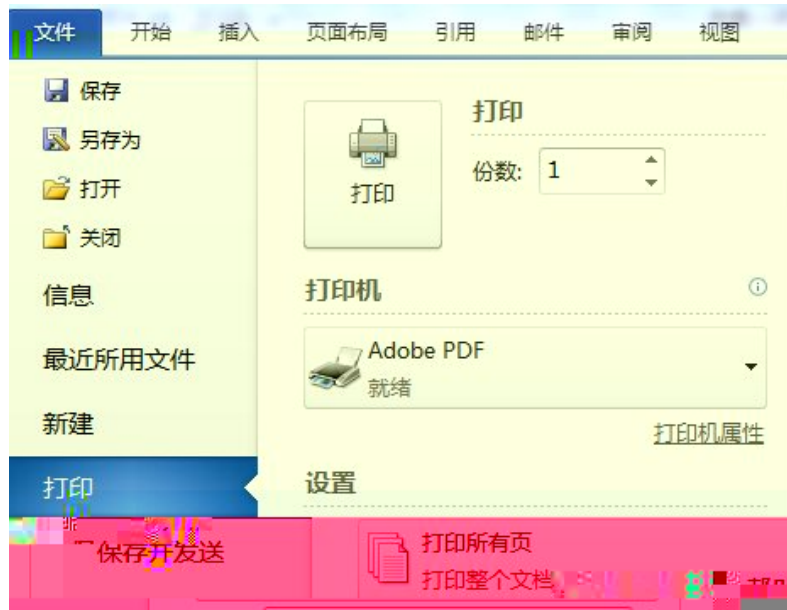 文件 开始 插入 页面布局 引用 邮件 审阅 视图
保存
另存为
打开
关闭
信息
最近所用文件
新建
打印
保存并发送
打印
打印
份数: 1
打印机
Adobe PDF
就绪
打印机属性
设置
打印所有页
打印整个文档